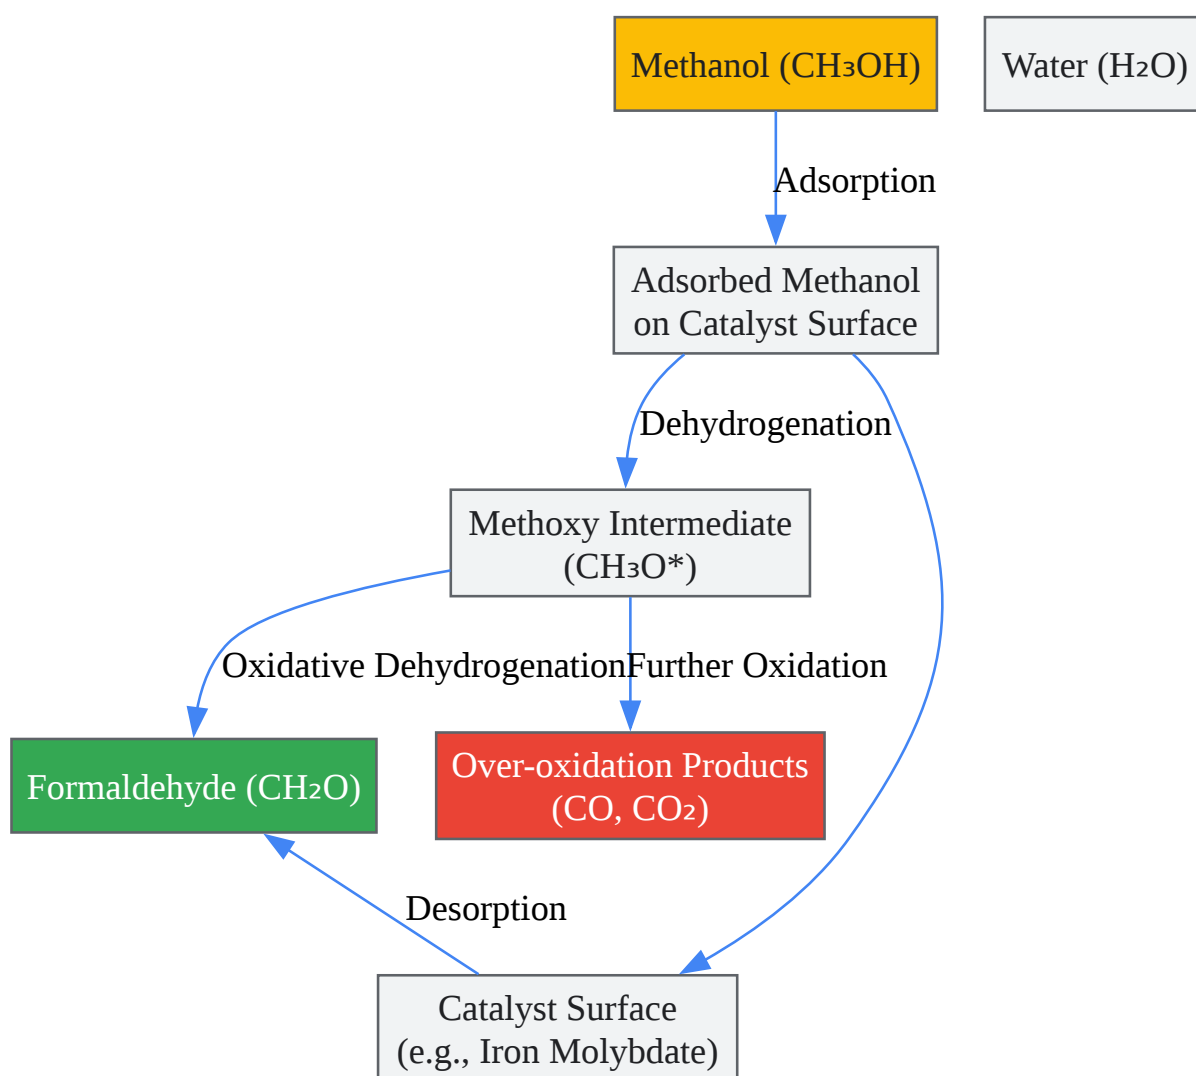 Methanol (CH₃OH)
Water (H₂O)
Adsorption
Adsorbed Methanol
on Catalyst Surface
Dehydrogenation
Methoxy Intermediate
(CH₃O*)
Oxidative Dehydrogenation
Further Oxidation
Formaldehyde (CH₂O)
Over-oxidation Products
(CO, CO₂)
Desorption
Catalyst Surface
(e.g., Iron Molybdate)